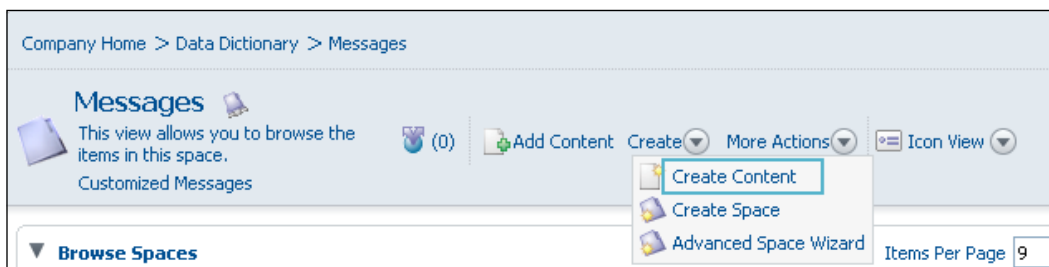 Company Home > Data Dictionary > Messages
Messages
This view allows you to browse the
items in this space.
Customized Messages
(0) Add Content Create More Actions Icon View
Create Content
Create Space
Advanced Space Wizard
Browse Spaces
Items Per Page 9